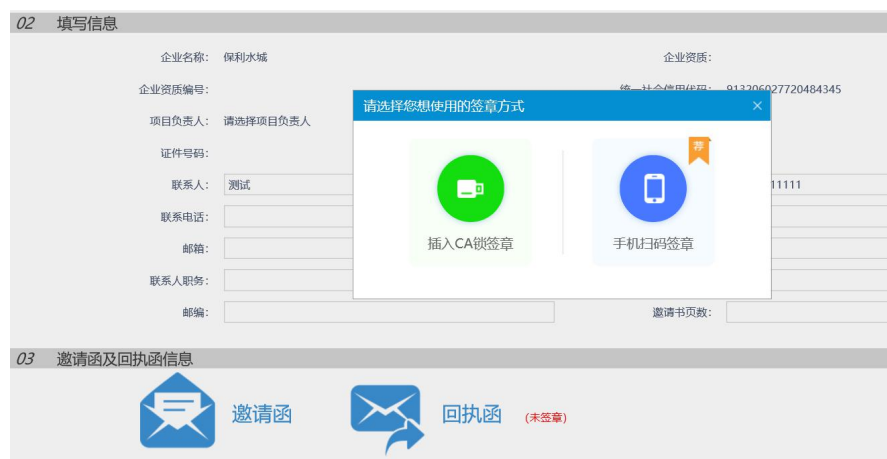 02 填写信息
企业名称: 保利水城 企业资质:
企业资质编号: 统一社会信用代码: 913206027720484345
请选择您想使用的签章方式
项目负责人: 请选择项目负责人
荐
证件号码:
联系人: 测试 11111
联系电话:
插入CA锁签章 手机扫码签章
邮箱:
联系人职务:
邮编: 邀请书页数:
03 邀请函及回执函信息
邀请函 回执函 (未签章)